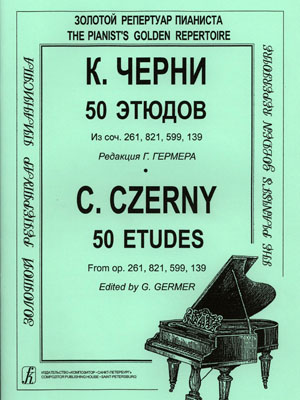 ЗОЛОТОЙ РЕПЕРТУАР ПИАНИСТА
THE PIANIST'S GOLDEN REPERTOIRE
ЗОЛОТОЙ РЕПЕРТУАР ПИАНИСТА
К. ЧЕРНИ
50 ЭТЮДОВ
Из соч. 261, 821, 599, 139
Редакция Г. ГЕРМЕРА
•
C. CZERNY
50 ETUDES
From op. 261, 821, 599, 139
Edited by G. GERMER
THE PIANIST'S GOLDEN REPERTOIRE
ИЗДАТЕЛЬСТВО «КОМПОЗИТОР • САНКТ-ПЕТЕРБУРГ»
COMPOZITOR PUBLISHING HOUSE • SAINT-PETERSBURG